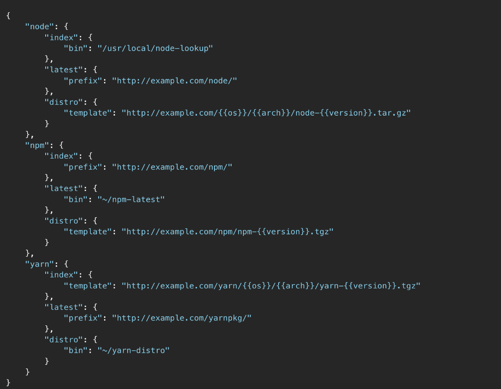 {
    "node": {
        "index": {
            "bin": "/usr/local/node-lookup"
        },
        "latest": {
            "prefix": "http://example.com/node/"
        },
        "distro": {
            "template": "http://example.com/{{os}}/{{arch}}/node-{{version}}.tar.gz"
        }
    },
    "npm": {
        "index": {
            "prefix": "http://example.com/npm/"
        },
        "latest": {
            "bin": "~/npm-latest"
        },
        "distro": {
            "template": "http://example.com/npm/npm-{{version}}.tgz"
        }
    },
    "yarn": {
        "index": {
            "template": "http://example.com/yarn/{{os}}/{{arch}}/yarn-{{version}}.tgz"
        },
        "latest": {
            "prefix": "http://example.com/yarnpkg/"
        },
        "distro": {
            "bin": "~/yarn-distro"
        }
    }
}